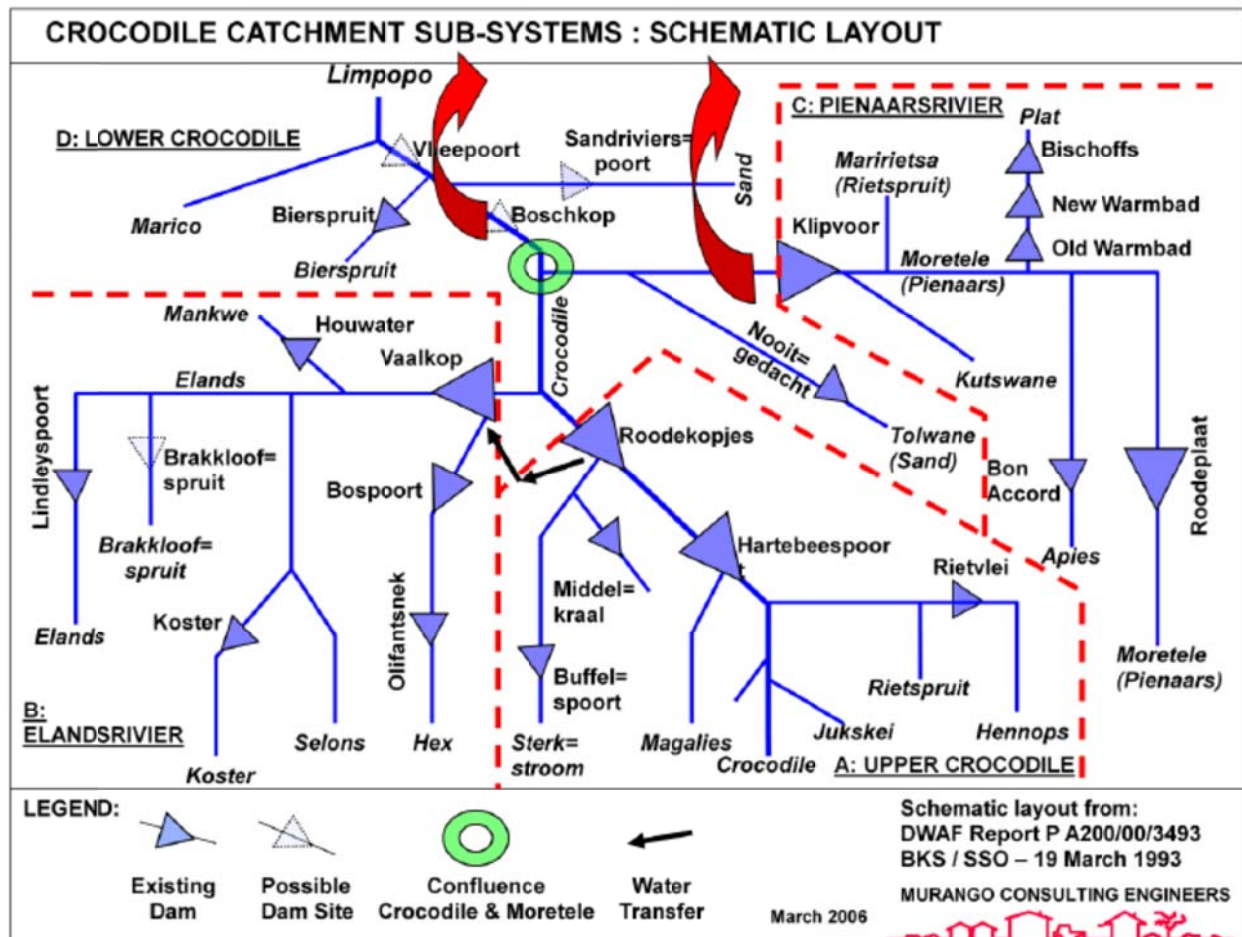 CROCODILE CATCHMENT SUB-SYSTEMS : SCHEMATIC LAYOUT
Limpopo
D: LOWER CROCODILE
Vlieepoort
Sandriviers=
poort
Sand
C: PIENAARSRIVIER
Plat
Bischoffs
New Warmbad
Old Warmbad
Maririetsa
(Rietspruit)
Klipvoor
Moretele
(Pienaars)
Marico
Bierspruit
Bierspruit
Boschkop
Crocodile
Nooit=
gedacht
Tolwane
(Sand)
Kutswane
Bon
Accord
Apies
Roodeplaat
Moretele
(Pienaars)
Mankwe
Houwater
Vaalkop
Elands
Lindleyspoort
Brakkloof=
spruit
Brakkloof=
spruit
Elands
Koster
Koster
Selons
Bospoort
Olifantsnek
Hex
B:
ELANDSRIVIER
Roodekopjes
Hartebeespoor
t
Middel=
kraal
Buffel=
spoort
Sterk=
stroom
Magalies
Crocodile
Jukskei
Rietspruit
Rietvlei
Hennops
A: UPPER CROCODILE
LEGEND:
Existing
Dam
Possible
Dam Site
Confluence
Crocodile & Moretele
Water
Transfer
March 2006
Schematic layout from:
DWAF Report P A200/00/3493
BKS / SSO – 19 March 1993
MURANGO CONSULTING ENGINEERS